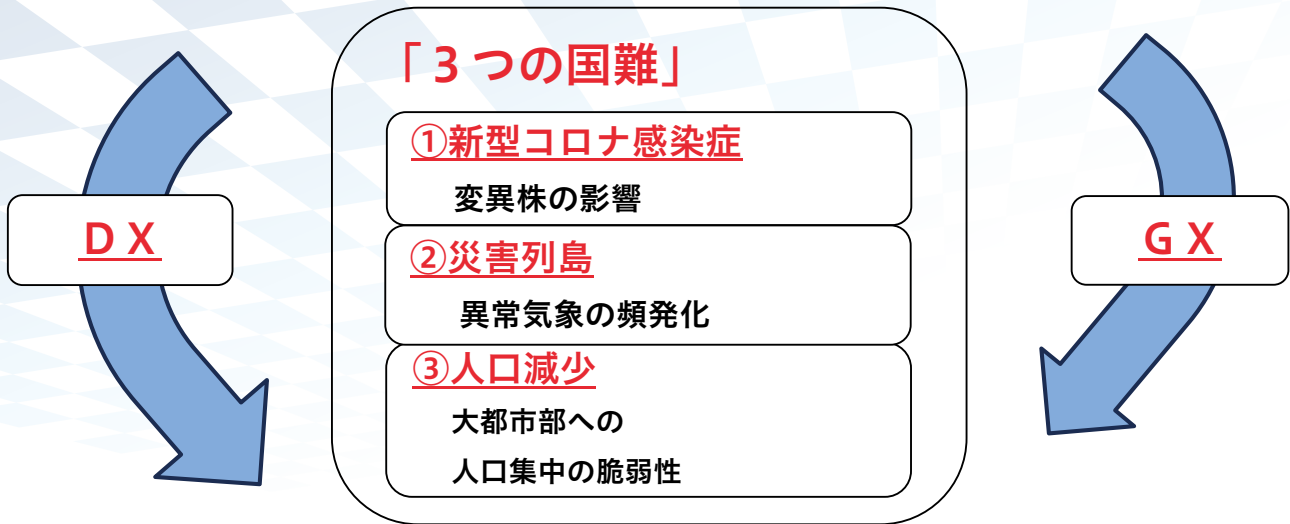 「３つの国難」
①新型コロナ感染症
変異株の影響
ＤＸ
ＧＸ
②災害列島
異常気象の頻発化
③人口減少
大都市部への
人口集中の脆弱性